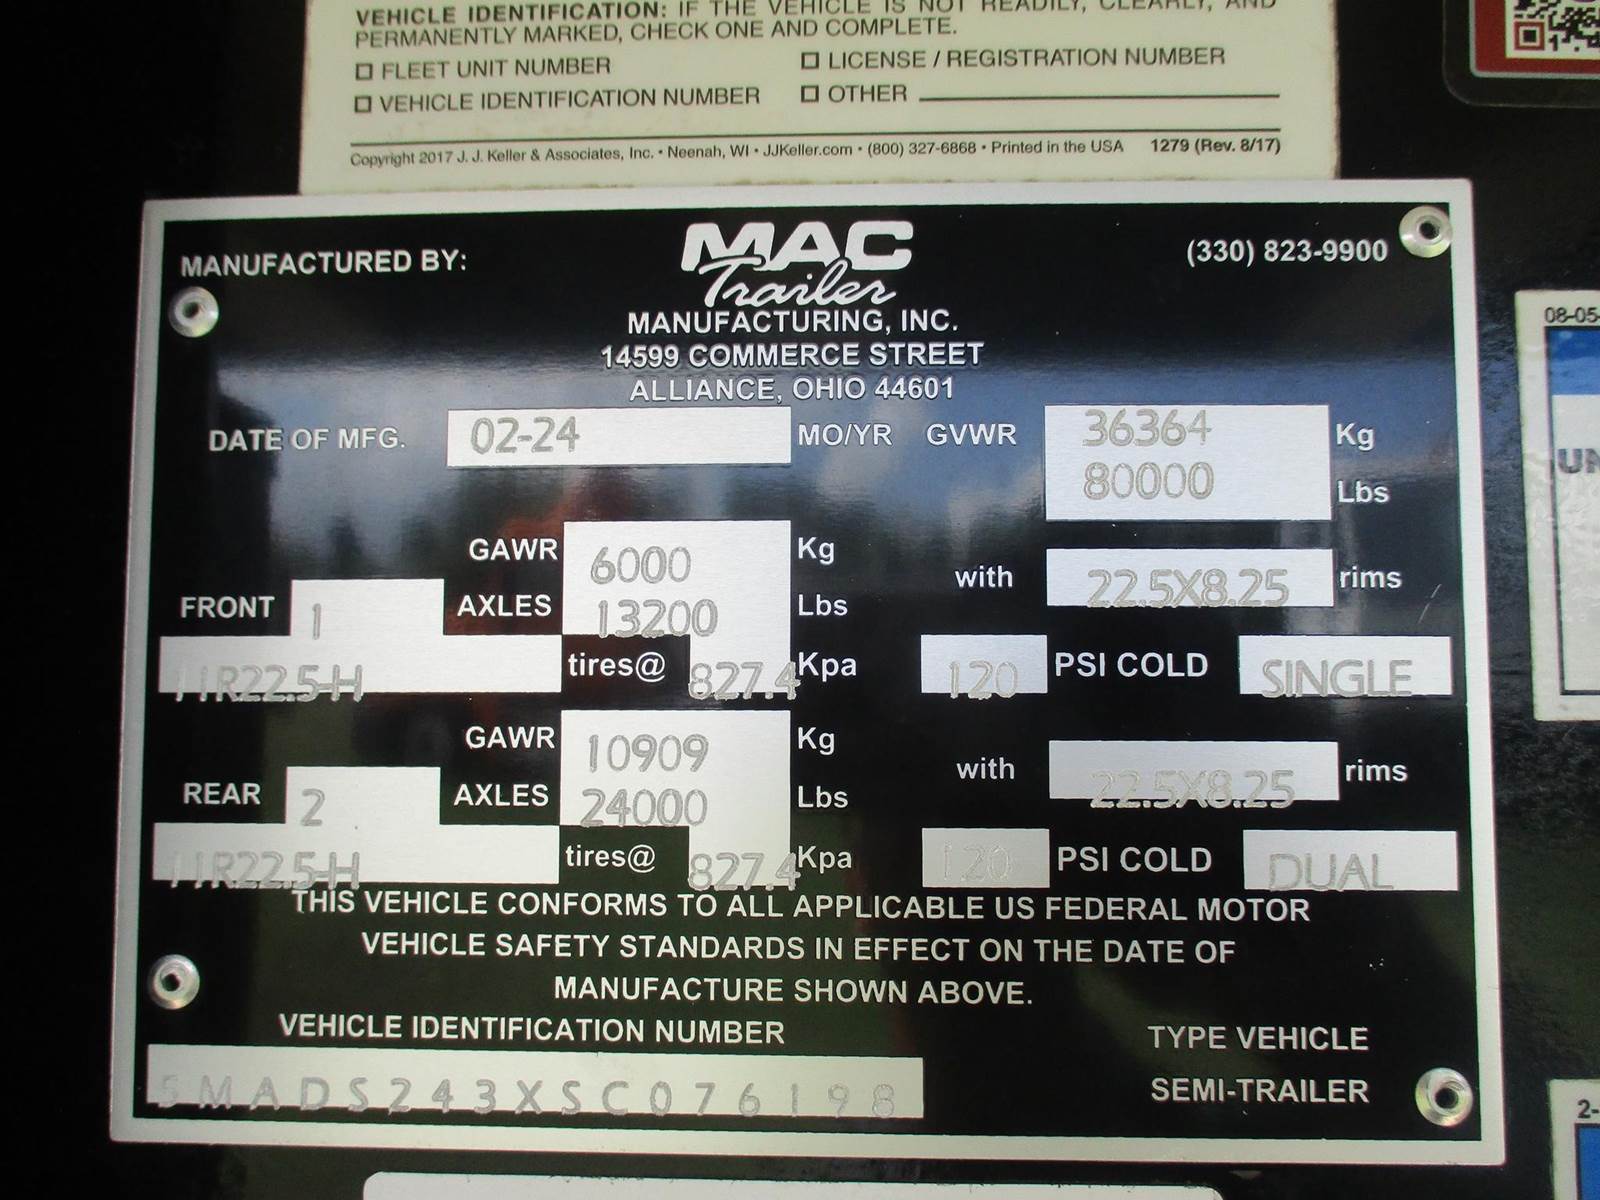 VEHICLE IDENTIFICATION: IF THE VEHICLE IS NOT READILY, CLEARLY, AND
PERMANENTLY MARKED, CHECK ONE AND COMPLETE.
☐ FLEET UNIT NUMBER ☐ LICENSE / REGISTRATION NUMBER
☐ VEHICLE IDENTIFICATION NUMBER ☐ OTHER
Copyright 2017 J. J. Keller & Associates, Inc. • Neenah, WI • JJKeller.com • (800) 327-6868 • Printed in the USA 1279 (Rev. 8/17)
MANUFACTURED BY: MAC (330) 823-9900
Trailer
MANUFACTURING, INC.
14599 COMMERCE STREET
ALLIANCE, OHIO 44601
DATE OF MFG. 02-24 MO/YR GVWR 36364 Kg
80000 Lbs
GAWR 6000 Kg with 22.5X8.25 rims
FRONT 1 AXLES 13200 Lbs
11R22.5-H tires@ 827.4 Kpa 120 PSI COLD SINGLE
GAWR 10909 Kg with 22.5X8.25 rims
REAR 2 AXLES 24000 Lbs
11R22.5-H tires@ 827.4 Kpa 120 PSI COLD DUAL
THIS VEHICLE CONFORMS TO ALL APPLICABLE US FEDERAL MOTOR
VEHICLE SAFETY STANDARDS IN EFFECT ON THE DATE OF
MANUFACTURE SHOWN ABOVE.
VEHICLE IDENTIFICATION NUMBER TYPE VEHICLE
5MADS243XSC076198 SEMI-TRAILER
08-05-
UN
2-